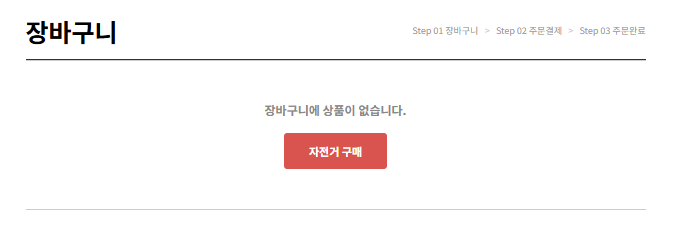 장바구니
Step 01 장바구니 > Step 02 주문결제 > Step 03 주문완료
장바구니에 상품이 없습니다.
자전거 구매